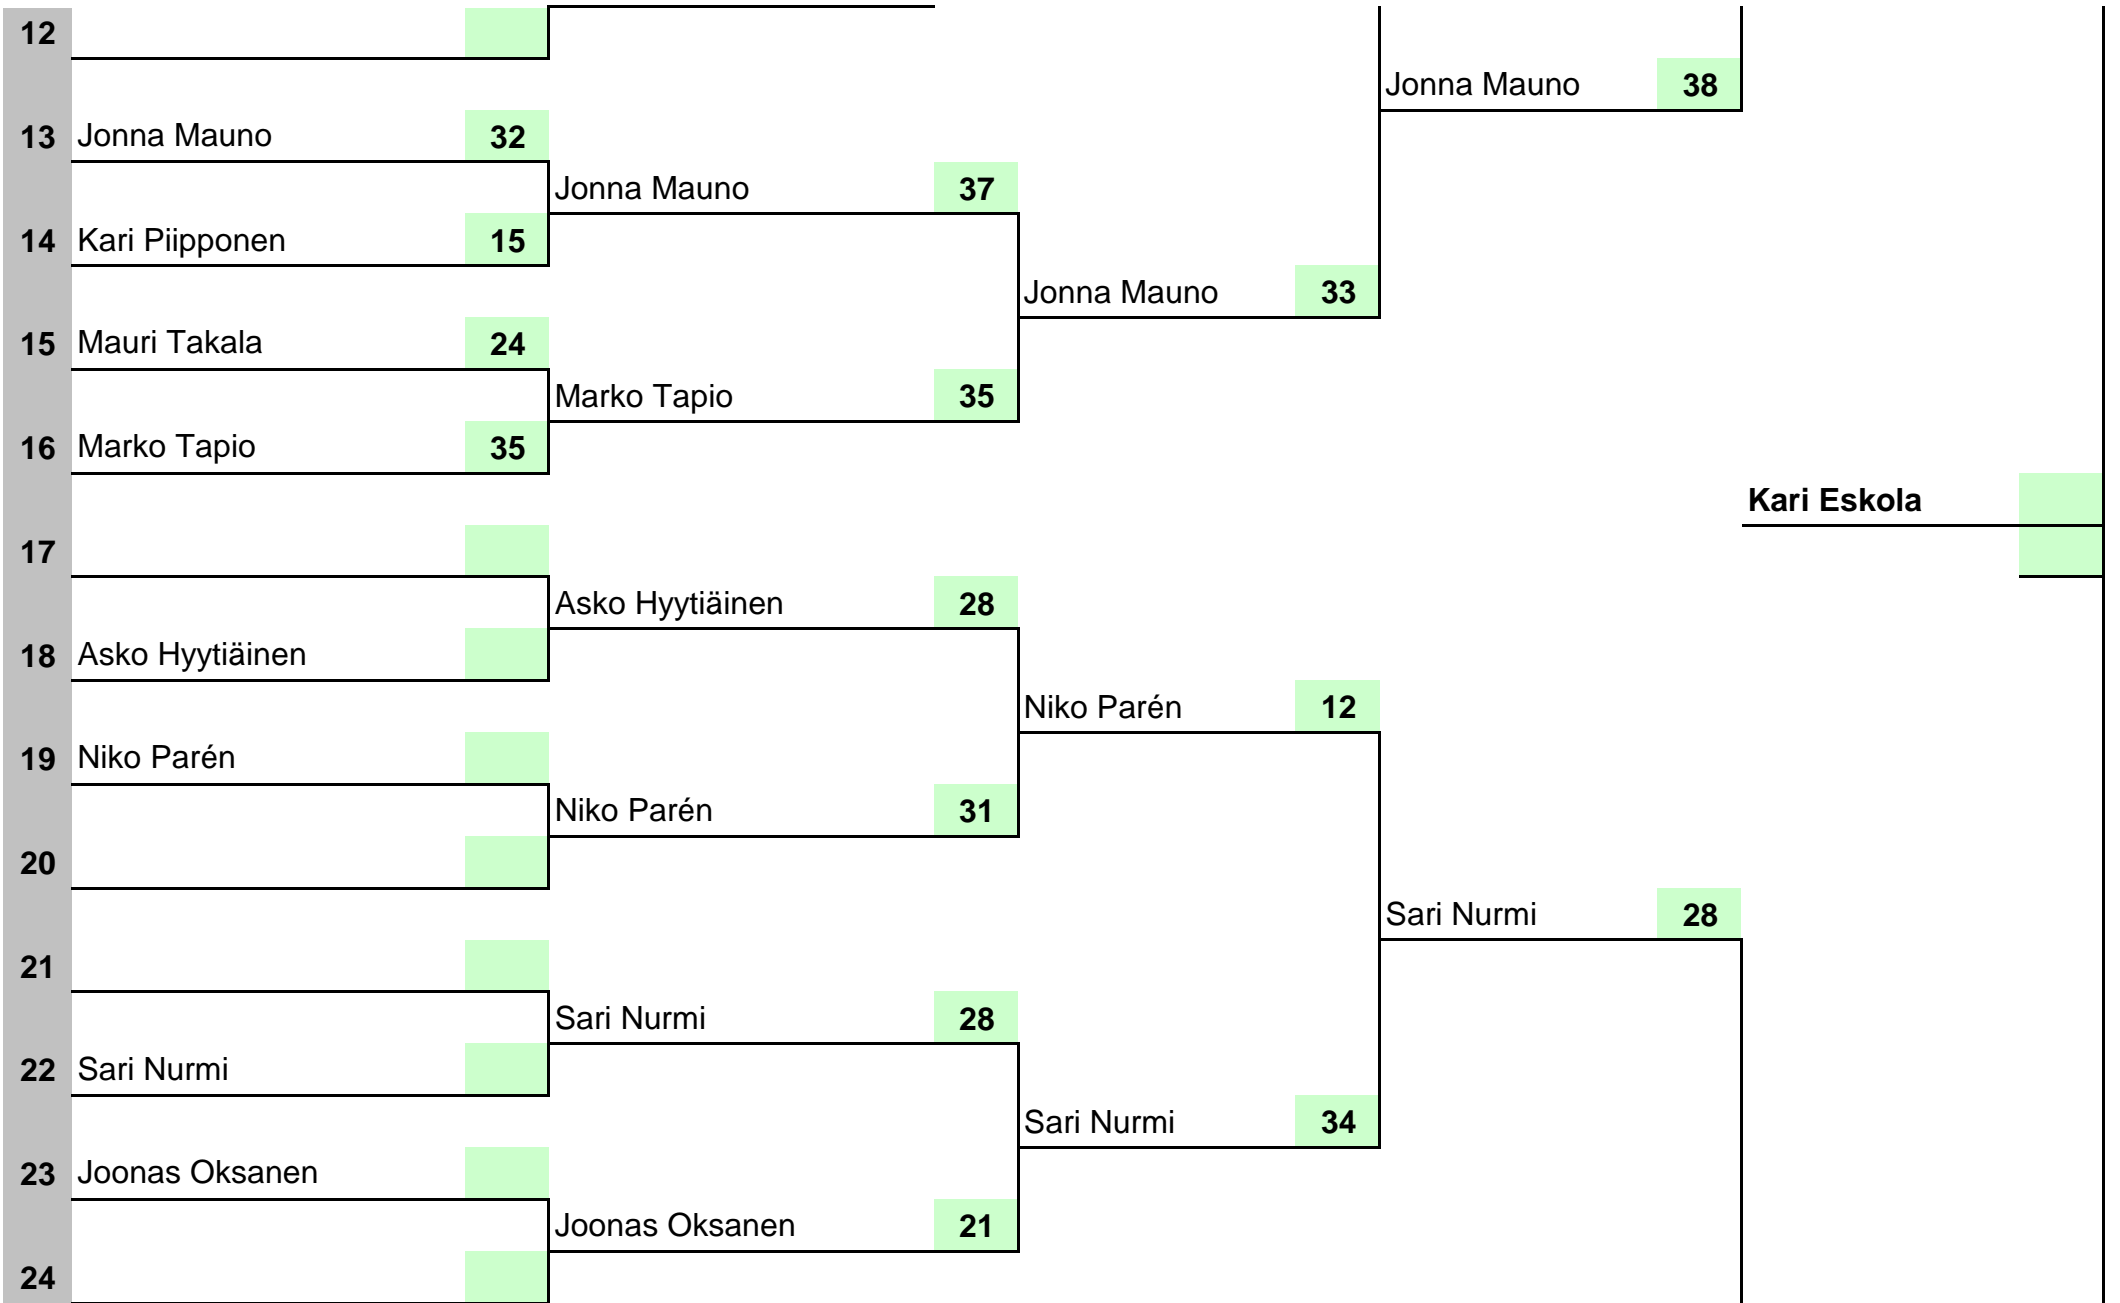 12
Jonna Mauno 38
13 Jonna Mauno 32
Jonna Mauno 37
14 Kari Piipponen 15
Jonna Mauno 33
15 Mauri Takala 24
Marko Tapio 35
16 Marko Tapio 35
Kari Eskola
17
Asko Hyytiäinen 28
18 Asko Hyytiäinen
Niko Parén 12
19 Niko Parén
Niko Parén 31
20
Sari Nurmi 28
21
Sari Nurmi 28
22 Sari Nurmi
Sari Nurmi 34
23 Joonas Oksanen
Joonas Oksanen 21
24